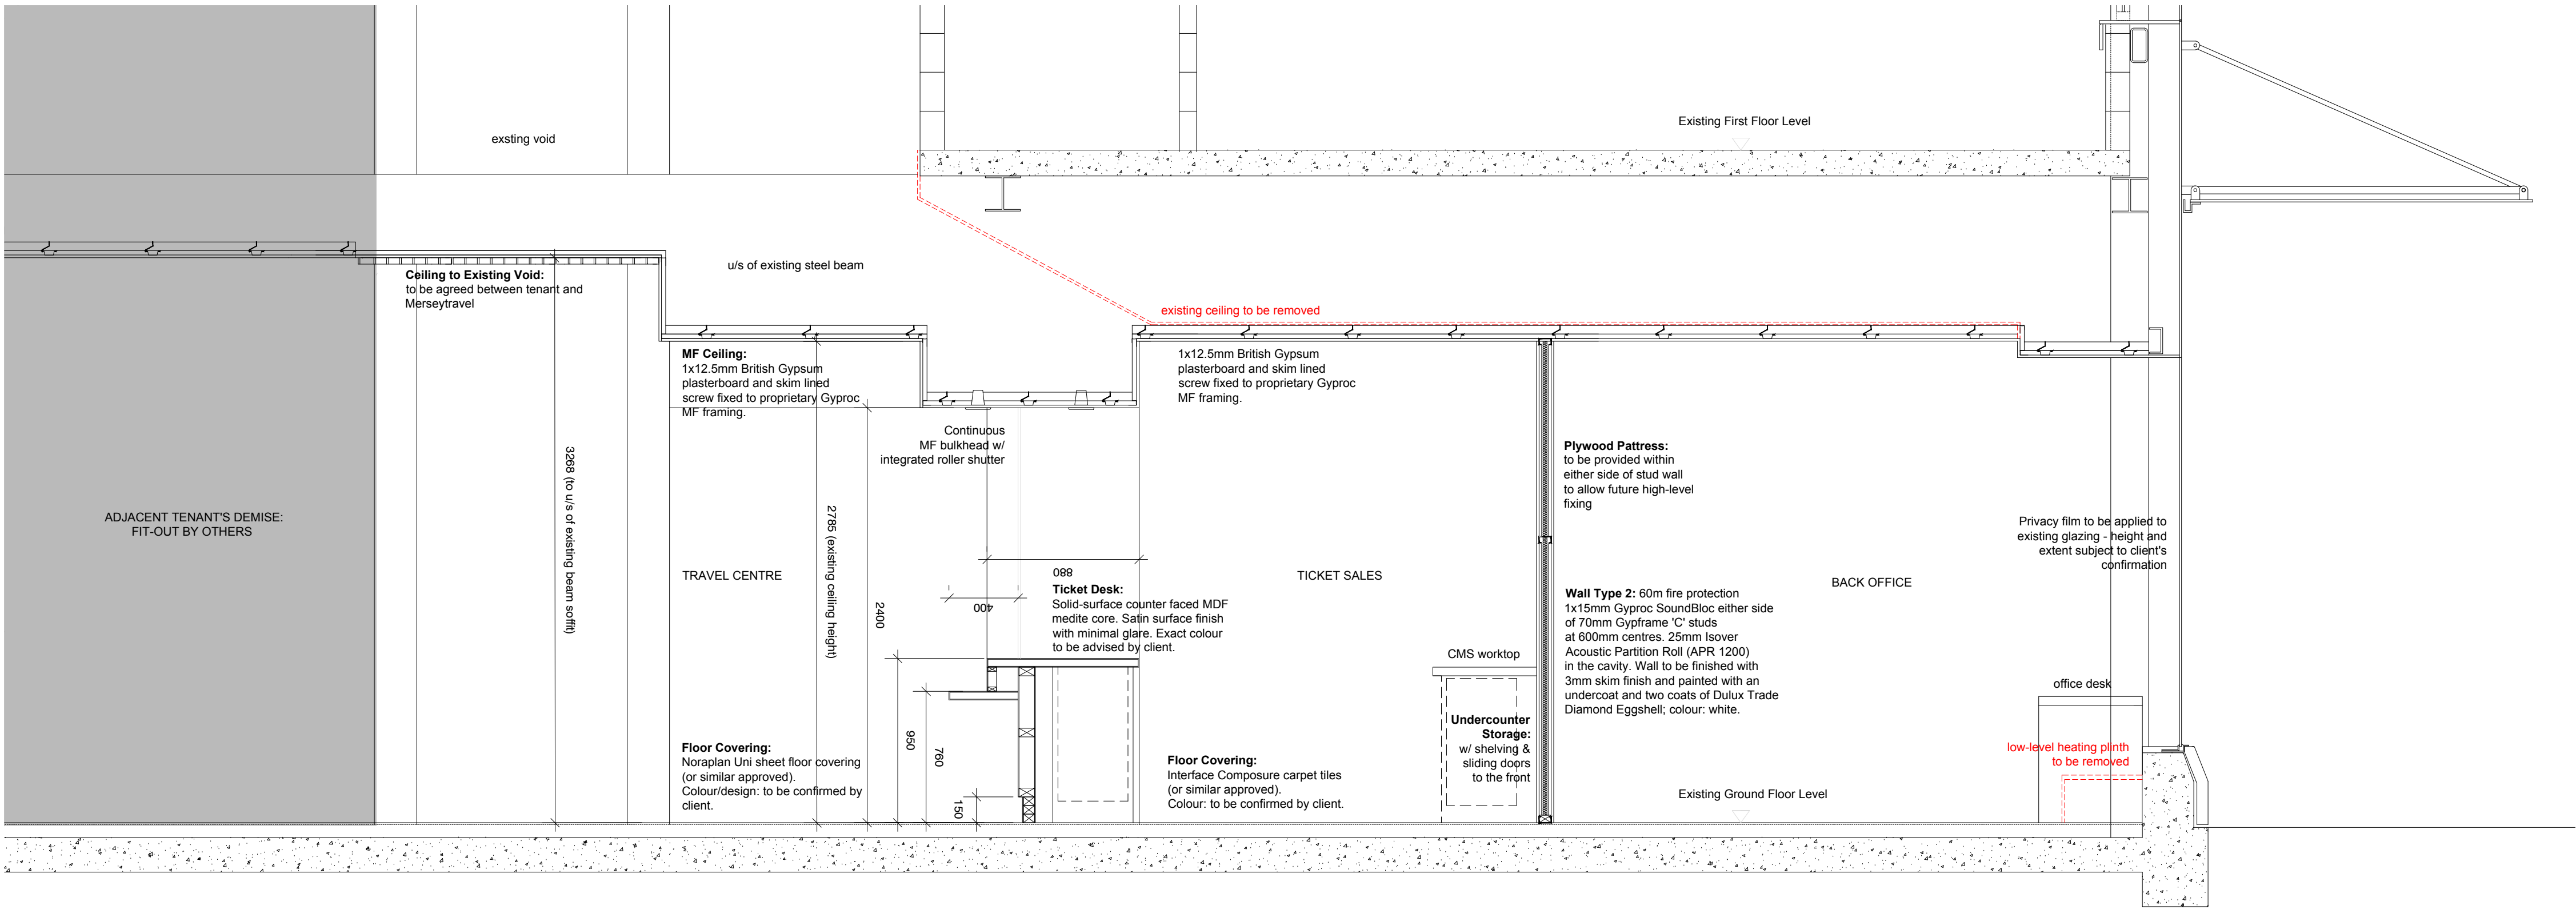 exsting void
Existing First Floor Level
u/s of existing steel beam
Ceiling to Existing Void:
to be agreed between tenant and
Merseytravel
existing ceiling to be removed
MF Ceiling:
1x12.5mm British Gypsum
plasterboard and skim lined
screw fixed to proprietary Gyproc
MF framing.
1x12.5mm British Gypsum
plasterboard and skim lined
screw fixed to proprietary Gyproc
MF framing.
Continuous
MF bulkhead w/
integrated roller shutter
Plywood Pattress:
to be provided within
either side of stud wall
to allow future high-level
fixing
ADJACENT TENANT'S DEMISE:
FIT-OUT BY OTHERS
3268 (to u/s of existing beam soffit)
TRAVEL CENTRE
2785 (existing ceiling height)
2400
880
400
Ticket Desk:
Solid-surface counter faced MDF
medite core. Satin surface finish
with minimal glare. Exact colour
to be advised by client.
TICKET SALES
Privacy film to be applied to
existing glazing - height and
extent subject to client's
confirmation
BACK OFFICE
Wall Type 2: 60m fire protection
1x15mm Gyproc SoundBloc either side
of 70mm Gypframe 'C' studs
at 600mm centres. 25mm Isover
Acoustic Partition Roll (APR 1200)
in the cavity. Wall to be finished with
3mm skim finish and painted with an
undercoat and two coats of Dulux Trade
Diamond Eggshell; colour: white.
CMS worktop
office desk
Undercounter
Storage:
w/ shelving &
sliding doors
to the front
950
760
150
Floor Covering:
Noraplan Uni sheet floor covering
(or similar approved).
Colour/design: to be confirmed by
client.
Floor Covering:
Interface Composure carpet tiles
(or similar approved).
Colour: to be confirmed by client.
low-level heating plinth
to be removed
Existing Ground Floor Level